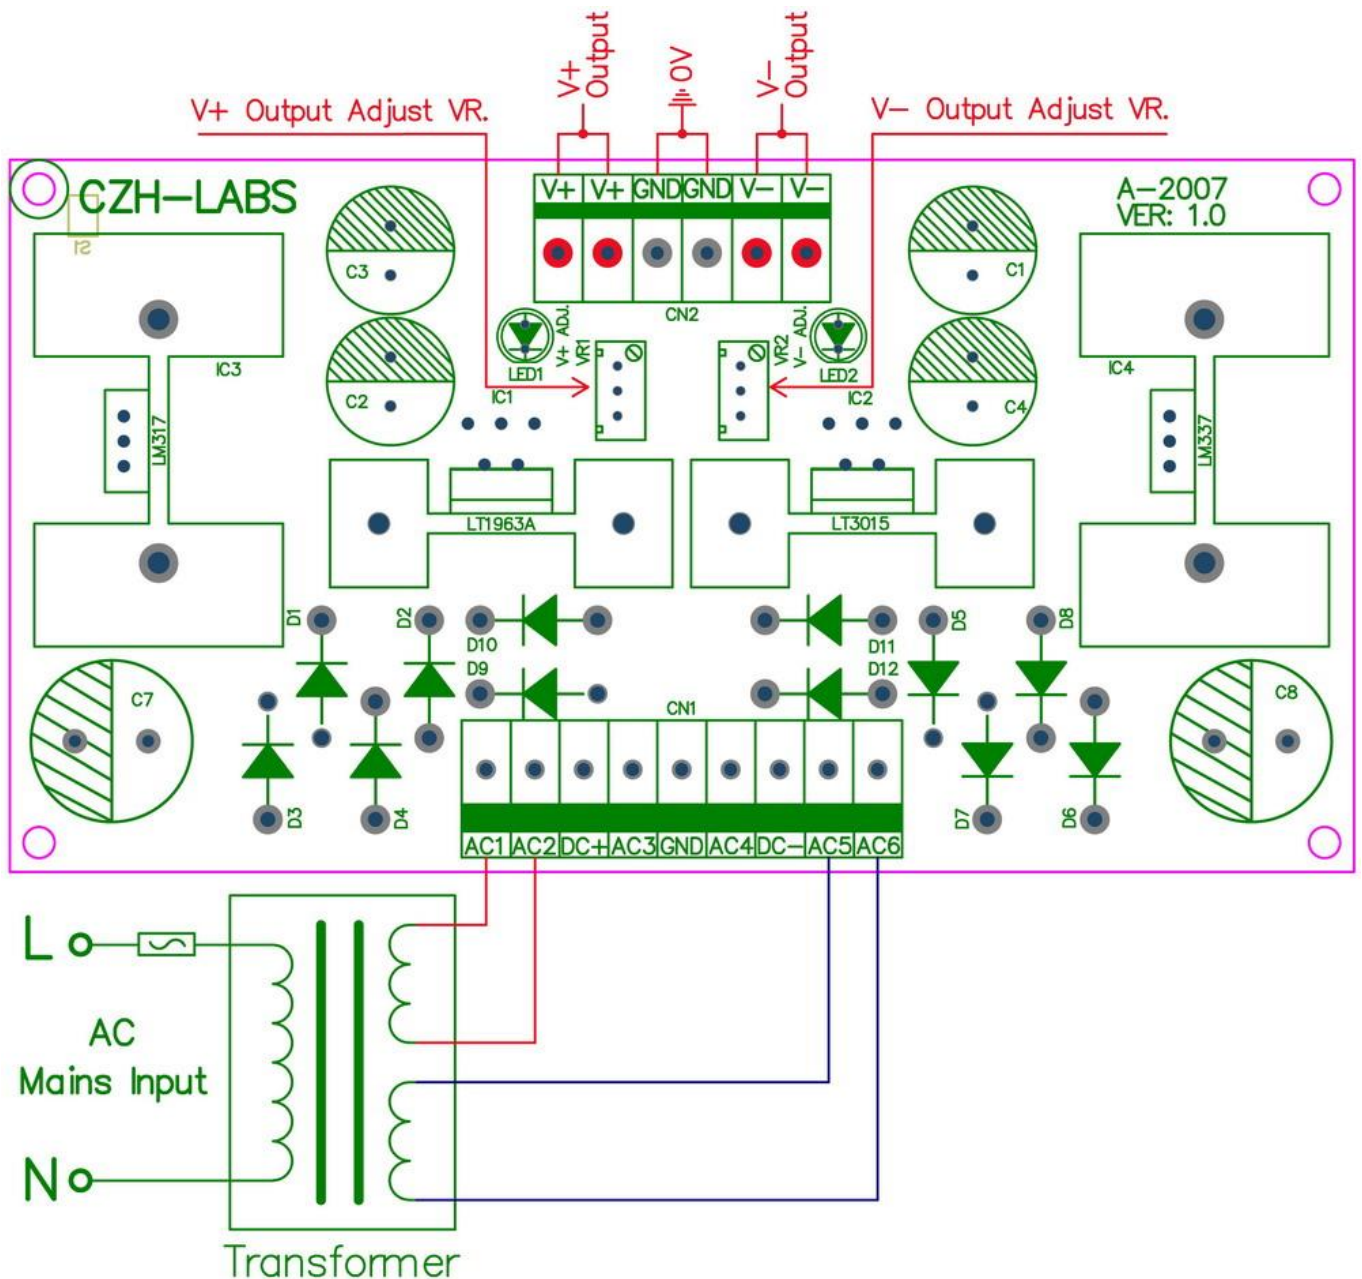 V+ Output
0V
V- Output
V+ Output Adjust VR.
V- Output Adjust VR.
CZH-LABS
S1
V+ V+ GND GND V- V-
A-2007
VER: 1.0
C3
C1
CN2
IC3
LED1
V+ ADJ.
VR1
VR2
V- ADJ.
LED2
IC4
C2
IC1
IC2
C4
LM317
LM337
LT1963A
LT3015
D1
D2
D10
D11
D5
D8
D9
D12
C7
CN1
C8
D3
D4
D7
D6
AC1 AC2 DC+ AC3 GND AC4 DC- AC5 AC6
L
AC
Mains Input
N
Transformer